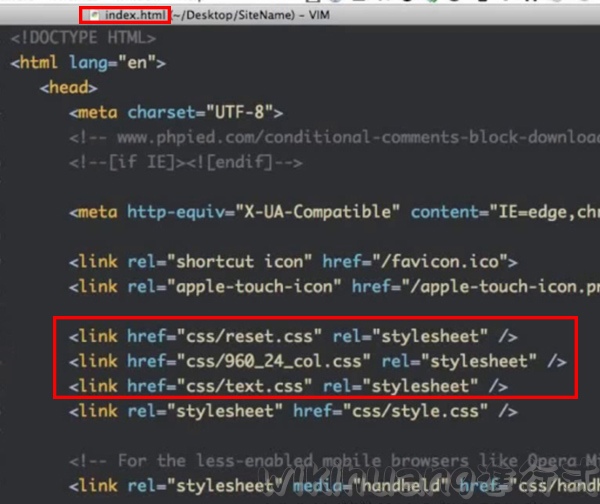 index.html (~/Desktop/SiteName) - VIM
<!DOCTYPE HTML>
<html lang="en">
<head>
<meta charset="UTF-8">
<!-- www.phpied.com/conditional-comments-block-download
<!--[if IE]><![endif]-->
<meta http-equiv="X-UA-Compatible" content="IE=edge,chr
<link rel="shortcut icon" href="/favicon.ico">
<link rel="apple-touch-icon" href="/apple-touch-icon.pr
<link href="css/reset.css" rel="stylesheet" />
<link href="css/960_24_col.css" rel="stylesheet" />
<link href="css/text.css" rel="stylesheet" />
<link rel="stylesheet" href="css/style.css" />
<!-- For the less-enabled mobile browsers like Opera Mi
<link rel="stylesheet" media="handheld" href="css/handh